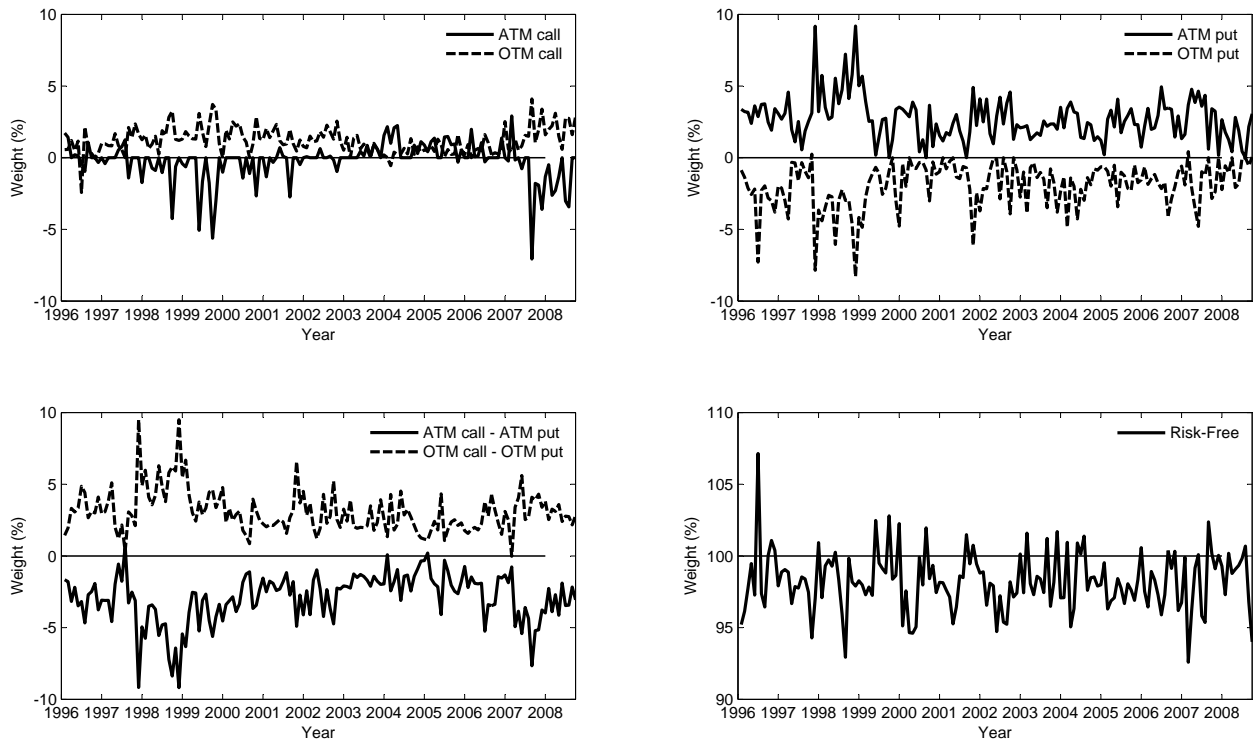 10
5
0
-5
-10
Weight (%)
ATM call
OTM call
1996 1997 1998 1999 2000 2001 2002 2003 2004 2005 2006 2007 2008
Year
10
5
0
-5
-10
Weight (%)
ATM put
OTM put
1996 1997 1998 1999 2000 2001 2002 2003 2004 2005 2006 2007 2008
Year
10
5
0
-5
-10
Weight (%)
ATM call - ATM put
OTM call - OTM put
1996 1997 1998 1999 2000 2001 2002 2003 2004 2005 2006 2007 2008
Year
110
105
100
95
90
Weight (%)
Risk-Free
1996 1997 1998 1999 2000 2001 2002 2003 2004 2005 2006 2007 2008
Year